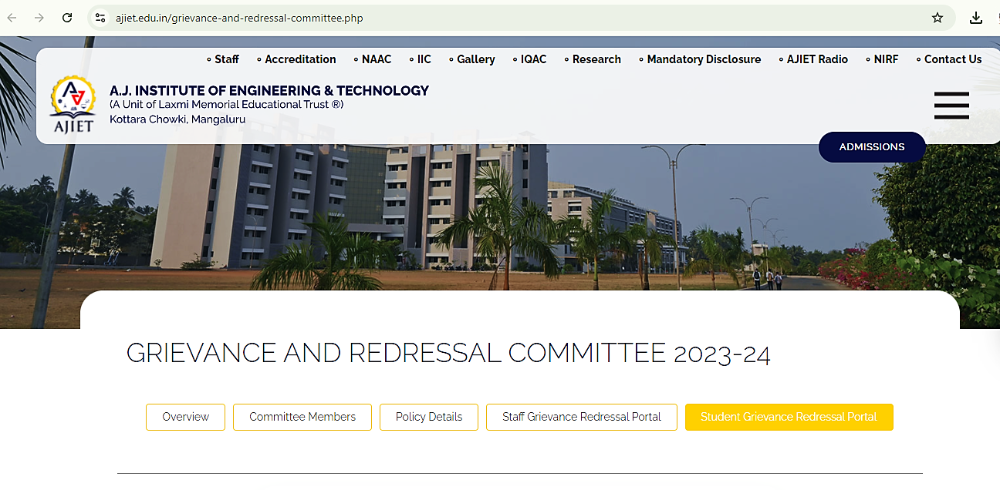 ajiet.edu.in/grievance-and-redressal-committee.php
Staff Accreditation NAAC IIC Gallery IQAC Research Mandatory Disclosure AJIET Radio NIRF Contact Us
A.J. INSTITUTE OF ENGINEERING & TECHNOLOGY
(A Unit of Laxmi Memorial Educational Trust ®)
Kottara Chowki, Mangaluru
AJIET
ADMISSIONS
GRIEVANCE AND REDRESSAL COMMITTEE 2023-24
Overview Committee Members Policy Details Staff Grievance Redressal Portal Student Grievance Redressal Portal